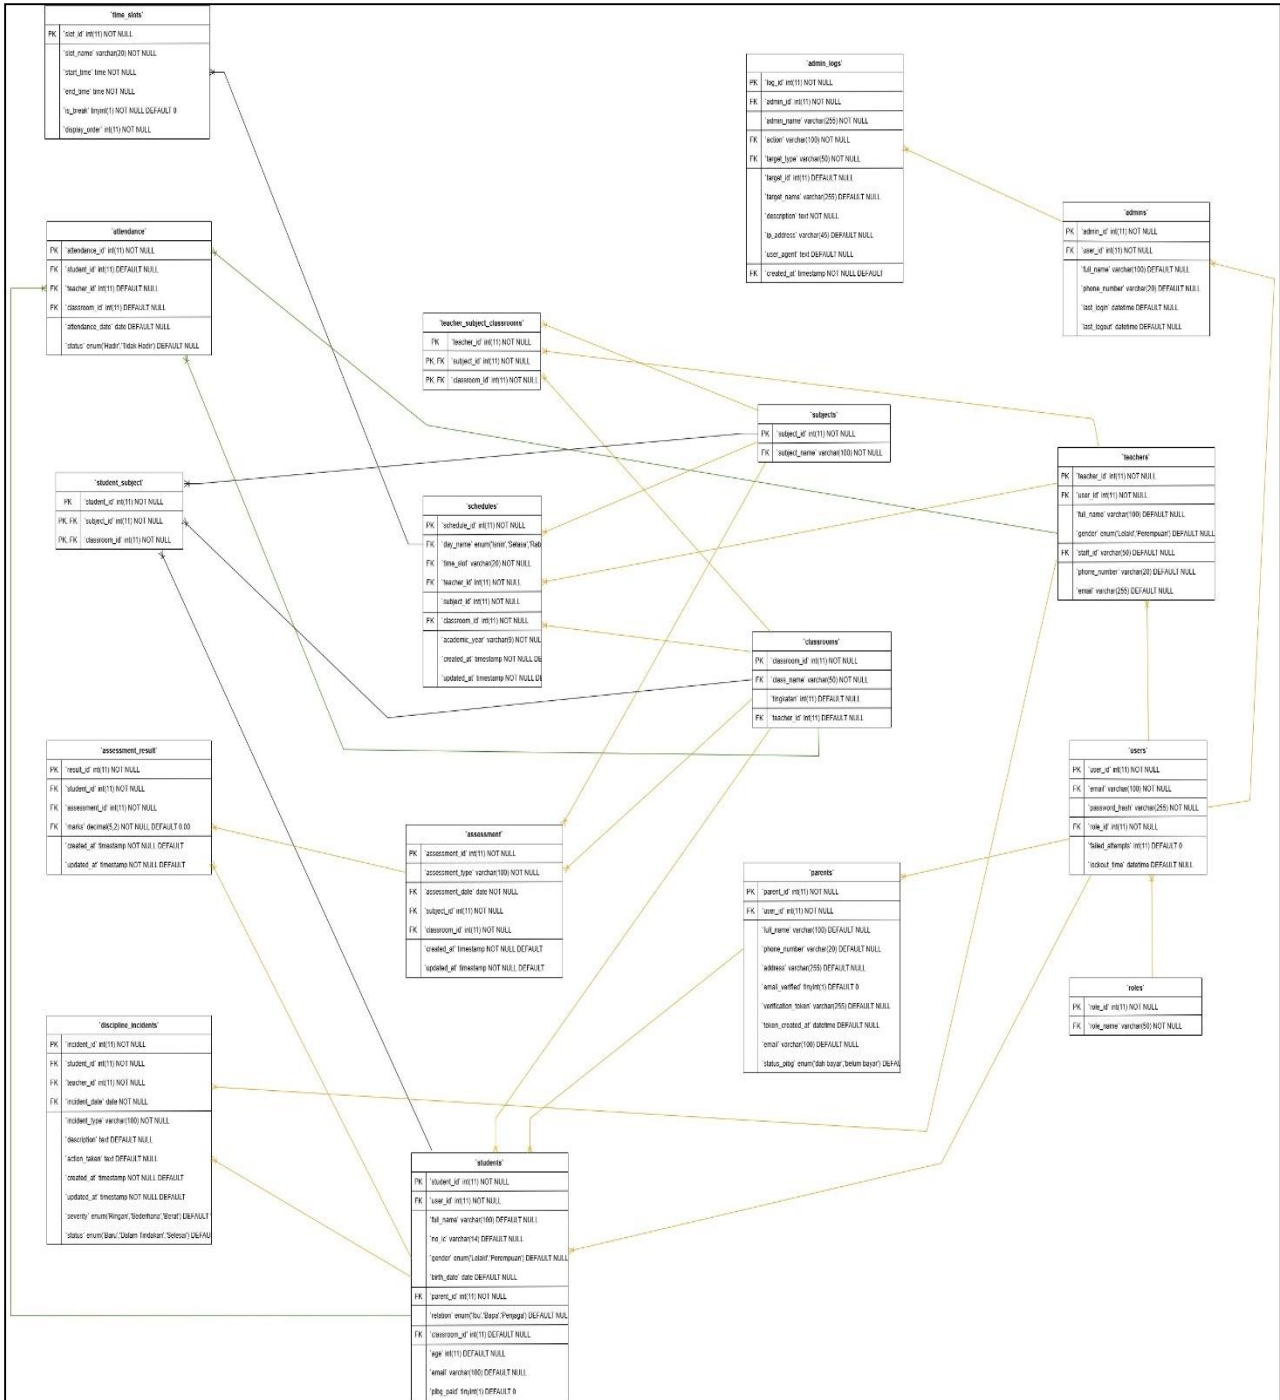 `time_slots`
PK `slot_id` int(11) NOT NULL
`slot_name` varchar(20) NOT NULL
`start_time` time NOT NULL
`end_time` time NOT NULL
`is_break` tinyint(1) NOT NULL DEFAULT 0
`display_order` int(11) NOT NULL
`admin_logs`
PK `log_id` int(11) NOT NULL
FK `admin_id` int(11) NOT NULL
`admin_name` varchar(255) NOT NULL
FK `action` varchar(100) NOT NULL
FK `target_type` varchar(50) NOT NULL
`target_id` int(11) DEFAULT NULL
`target_name` varchar(255) DEFAULT NULL
`description` text NOT NULL
`ip_address` varchar(45) DEFAULT NULL
`user_agent` text DEFAULT NULL
FK `created_at` timestamp NOT NULL DEFAULT
`admins`
PK `admin_id` int(11) NOT NULL
FK `user_id` int(11) NOT NULL
`full_name` varchar(100) DEFAULT NULL
`phone_number` varchar(20) DEFAULT NULL
`last_login` datetime DEFAULT NULL
`last_logout` datetime DEFAULT NULL
`attendance`
PK `attendance_id` int(11) NOT NULL
FK `student_id` int(11) DEFAULT NULL
FK `teacher_id` int(11) DEFAULT NULL
FK `classroom_id` int(11) DEFAULT NULL
`attendance_date` date DEFAULT NULL
`status` enum('Hadir','Tidak Hadir') DEFAULT NULL
`teacher_subject_classrooms`
PK `teacher_id` int(11) NOT NULL
PK, FK `subject_id` int(11) NOT NULL
PK, FK `classroom_id` int(11) NOT NULL
`subjects`
PK `subject_id` int(11) NOT NULL
FK `subject_name` varchar(100) NOT NULL
`teachers`
PK `teacher_id` int(11) NOT NULL
FK `user_id` int(11) NOT NULL
`full_name` varchar(100) DEFAULT NULL
`gender` enum('Lelaki','Perempuan') DEFAULT NULL
FK `staff_id` varchar(50) DEFAULT NULL
`phone_number` varchar(20) DEFAULT NULL
`email` varchar(255) DEFAULT NULL
`student_subject`
PK `student_id` int(11) NOT NULL
PK, FK `subject_id` int(11) NOT NULL
PK, FK `classroom_id` int(11) NOT NULL
`schedules`
PK `schedule_id` int(11) NOT NULL
FK `day_name` enum('Isnin','Selasa','Rab
FK `time_slot` varchar(20) NOT NULL
FK `teacher_id` int(11) NOT NULL
`subject_id` int(11) NOT NULL
FK `classroom_id` int(11) NOT NULL
`academic_year` varchar(9) NOT NUL
`created_at` timestamp NOT NULL DE
`updated_at` timestamp NOT NULL DE
`classrooms`
PK `classroom_id` int(11) NOT NULL
FK `class_name` varchar(50) NOT NULL
`tingkatan` int(11) DEFAULT NULL
FK `teacher_id` int(11) DEFAULT NULL
`assessment_result`
PK `result_id` int(11) NOT NULL
FK `student_id` int(11) NOT NULL
FK `assessment_id` int(11) NOT NULL
FK `marks` decimal(5,2) NOT NULL DEFAULT 0.00
`created_at` timestamp NOT NULL DEFAULT
`updated_at` timestamp NOT NULL DEFAULT
`users`
PK `user_id` int(11) NOT NULL
FK `email` varchar(100) NOT NULL
`password_hash` varchar(255) NOT NULL
FK `role_id` int(11) NOT NULL
`failed_attempts` int(11) DEFAULT 0
`lockout_time` datetime DEFAULT NULL
`assessment`
PK `assessment_id` int(11) NOT NULL
`assessment_type` varchar(100) NOT NULL
FK `assessment_date` date NOT NULL
FK `subject_id` int(11) NOT NULL
FK `classroom_id` int(11) NOT NULL
`created_at` timestamp NOT NULL DEFAULT
`updated_at` timestamp NOT NULL DEFAULT
`parents`
PK `parent_id` int(11) NOT NULL
FK `user_id` int(11) NOT NULL
`full_name` varchar(100) DEFAULT NULL
`phone_number` varchar(20) DEFAULT NULL
`address` varchar(255) DEFAULT NULL
`email_verified` tinyint(1) DEFAULT 0
`verification_token` varchar(255) DEFAULT NULL
`token_created_at` datetime DEFAULT NULL
`email` varchar(100) DEFAULT NULL
`status_pibg` enum('dah bayar','belum bayar') DEFAU
`roles`
PK `role_id` int(11) NOT NULL
FK `role_name` varchar(50) NOT NULL
`discipline_incidents`
PK `incident_id` int(11) NOT NULL
FK `student_id` int(11) NOT NULL
FK `teacher_id` int(11) NOT NULL
FK `incident_date` date NOT NULL
`incident_type` varchar(100) NOT NULL
`description` text DEFAULT NULL
`action_taken` text DEFAULT NULL
`created_at` timestamp NOT NULL DEFAULT
`updated_at` timestamp NOT NULL DEFAULT
`severity` enum('Ringan','Sederhana','Berat') DEFAULT '
`status` enum('Baru','Dalam Tindakan','Selesai') DEFAU
`students`
PK `student_id` int(11) NOT NULL
FK `user_id` int(11) NOT NULL
`full_name` varchar(100) DEFAULT NULL
`no_ic` varchar(14) DEFAULT NULL
`gender` enum('Lelaki','Perempuan') DEFAULT NULL
`birth_date` date DEFAULT NULL
FK `parent_id` int(11) NOT NULL
`relation` enum('Ibu','Bapa','Penjaga') DEFAULT NUL
FK `classroom_id` int(11) DEFAULT NULL
`age` int(11) DEFAULT NULL
`email` varchar(100) DEFAULT NULL
`pibg_paid` tinyint(1) DEFAULT 0